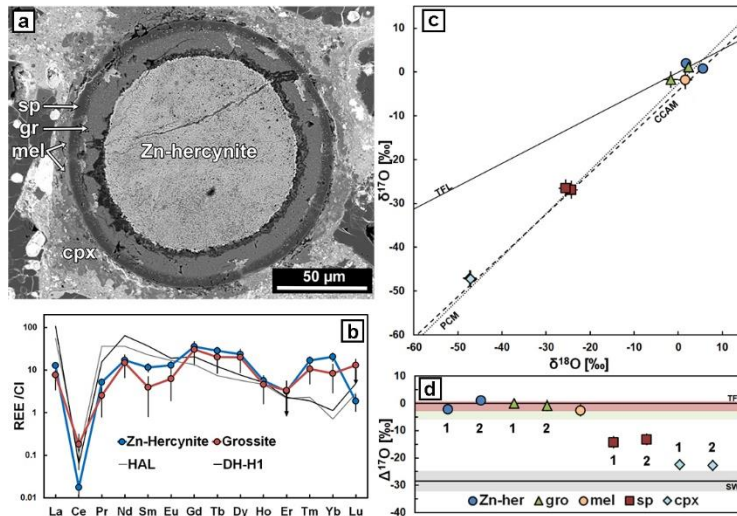 a
sp
gr
mel
Zn-hercynite
cpx
50 µm
b
REE /CI
100
10
1
0.1
0.01
Zn-Hercynite
Grossite
HAL
DH-H1
La Ce Pr Nd Sm Eu Gd Tb Dy Ho Er Tm Yb Lu
c
δ17O [‰]
10
0
-10
-20
-30
-40
-50
-60
TFL
CCAM
PCM
-60 -50 -40 -30 -20 -10 0 10
δ18O [‰]
d
Δ17O [‰]
10
0
-10
-20
-30
-40
1 2 1 2
1 2 1 2
Zn-her gro mel sp cpx